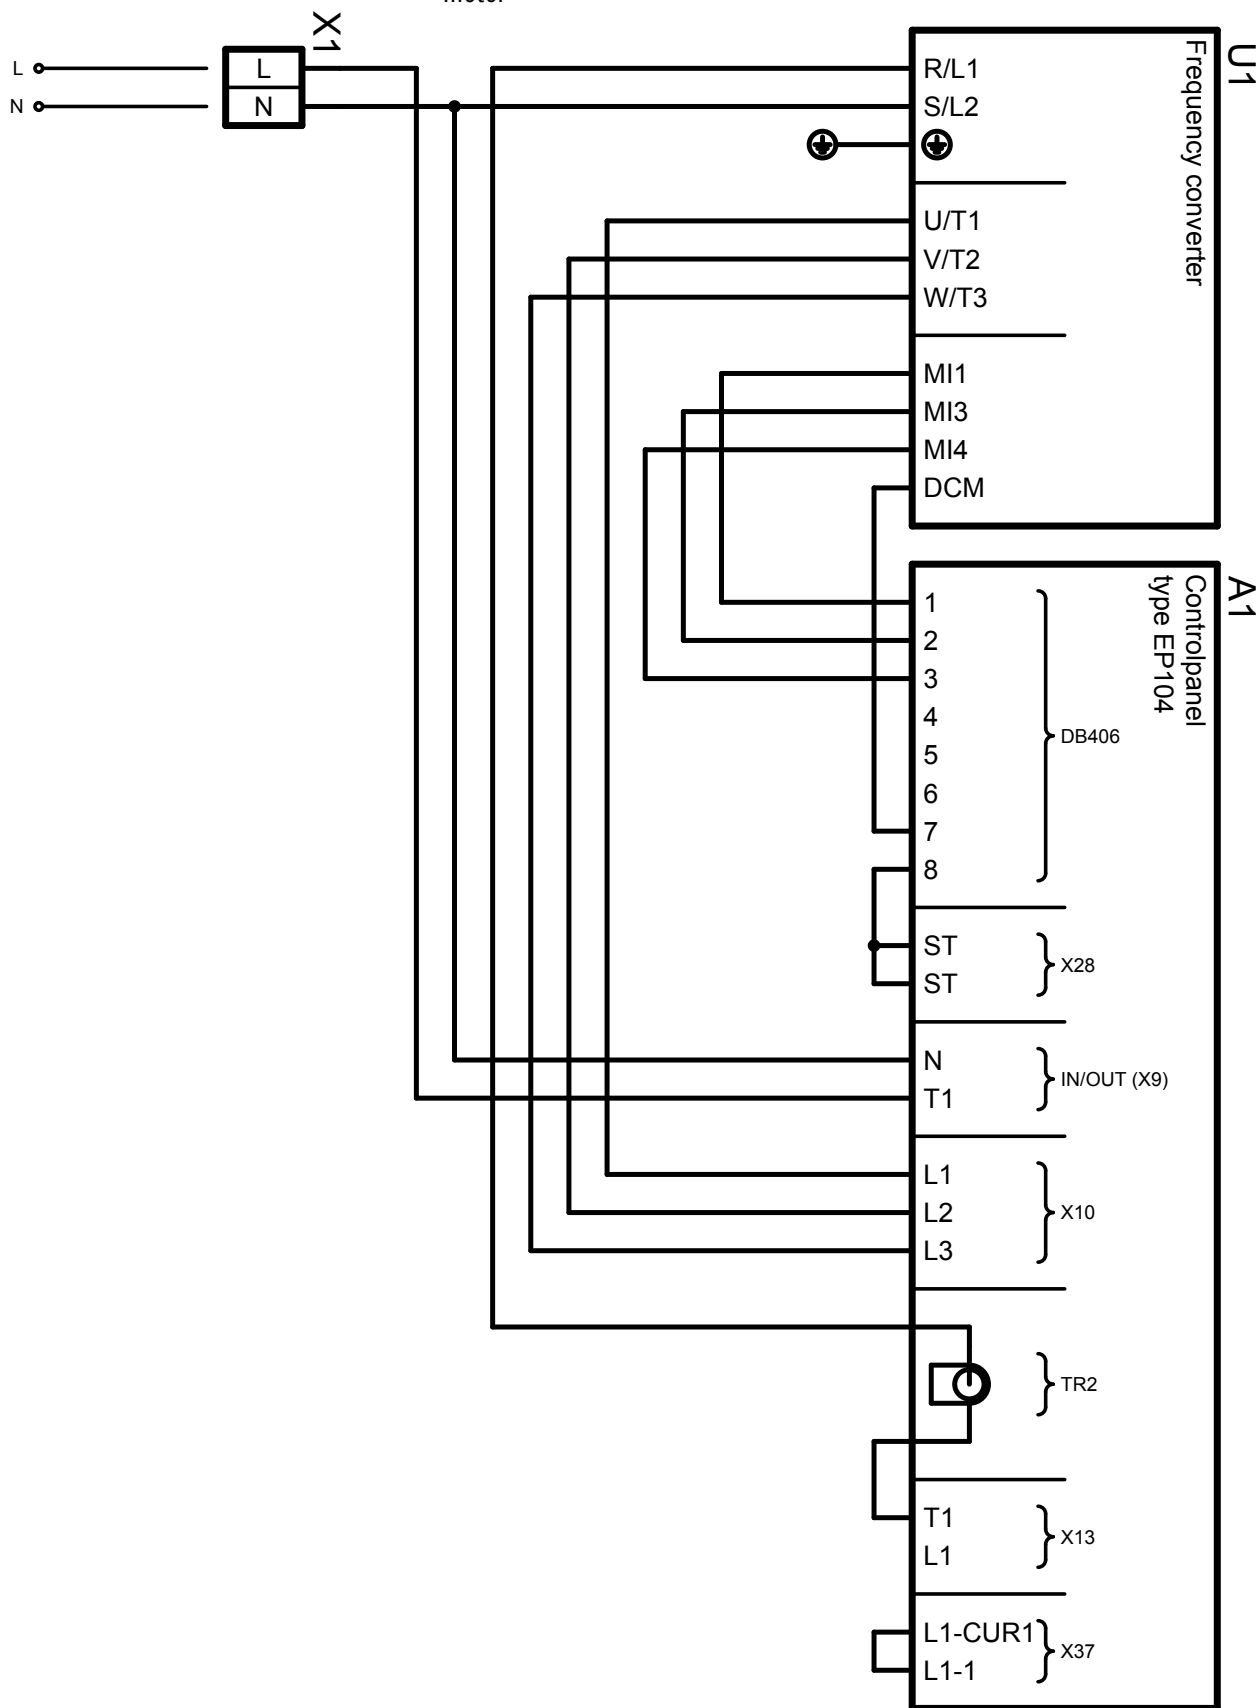 X1
L
L
N
N
U1
Frequency converter
R/L1
S/L2
U/T1
V/T2
W/T3
MI1
MI3
MI4
DCM
A1
Controlpanel
type EP104
1
2
3
4
5
6
7
8
DB406
ST
ST
X28
N
T1
IN/OUT (X9)
L1
L2
L3
X10
TR2
T1
L1
X13
L1-CUR1
L1-1
X37